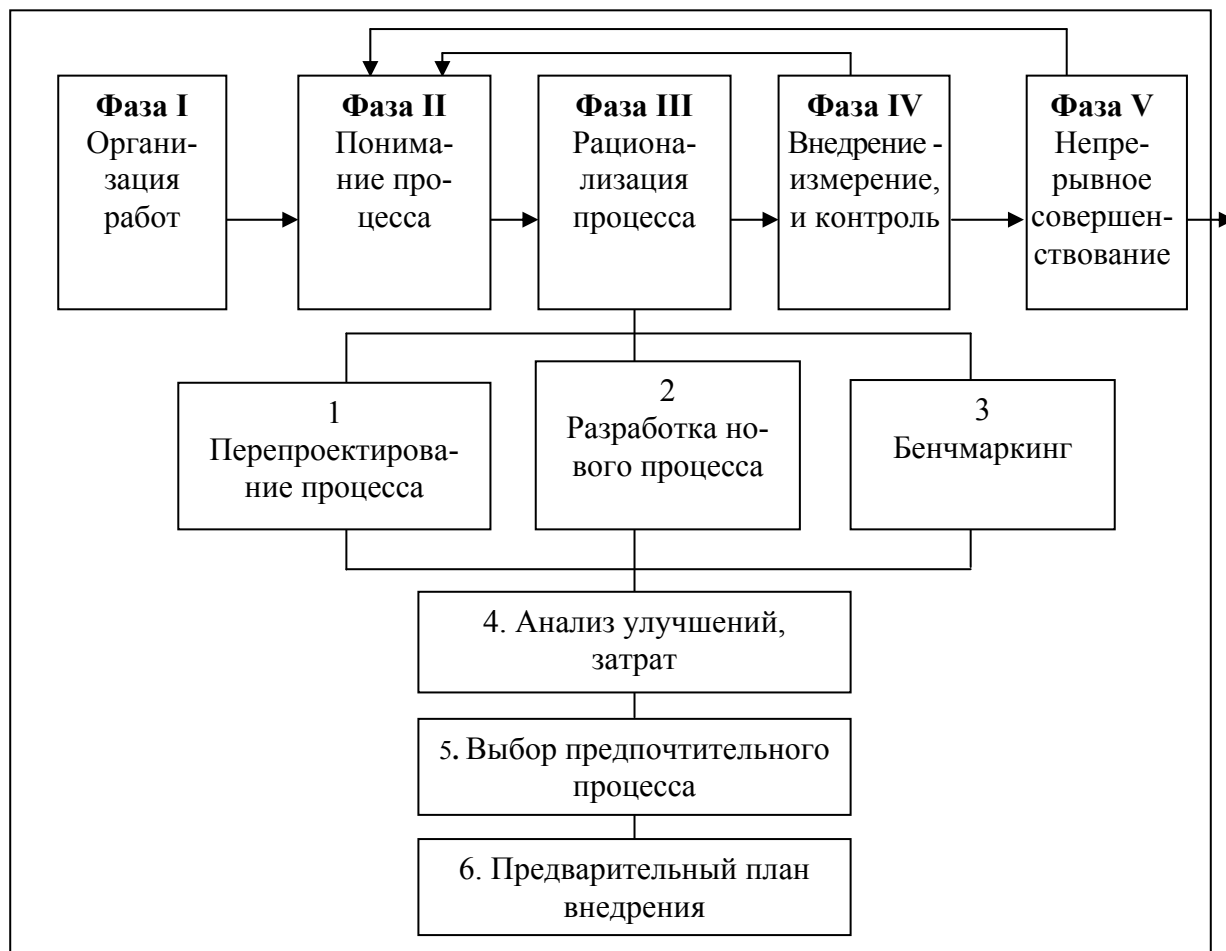 Фаза I
Органи-
зация
работ
Фаза II
Понима-
ние про-
цесса
Фаза III
Рациона-
лизация
процесса
Фаза IV
Внедрение -
измерение,
и контроль
Фаза V
Непре-
рывное
совершен-
ствование
1
Перепроектирова-
ние процесса
2
Разработка но-
вого процесса
3
Бенчмаркинг
4. Анализ улучшений,
затрат
5. Выбор предпочтительного
процесса
6. Предварительный план
внедрения